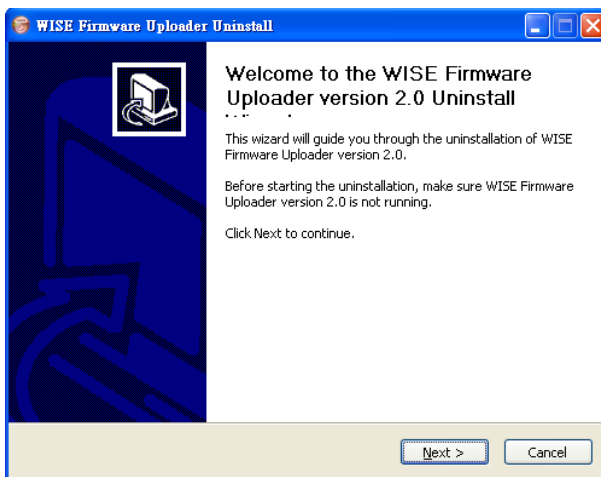 WISE Firmware Uploader Uninstall
Welcome to the WISE Firmware
Uploader version 2.0 Uninstall
This wizard will guide you through the uninstallation of WISE
Firmware Uploader version 2.0.
Before starting the uninstallation, make sure WISE Firmware
Uploader version 2.0 is not running.
Click Next to continue.
Next >
Cancel